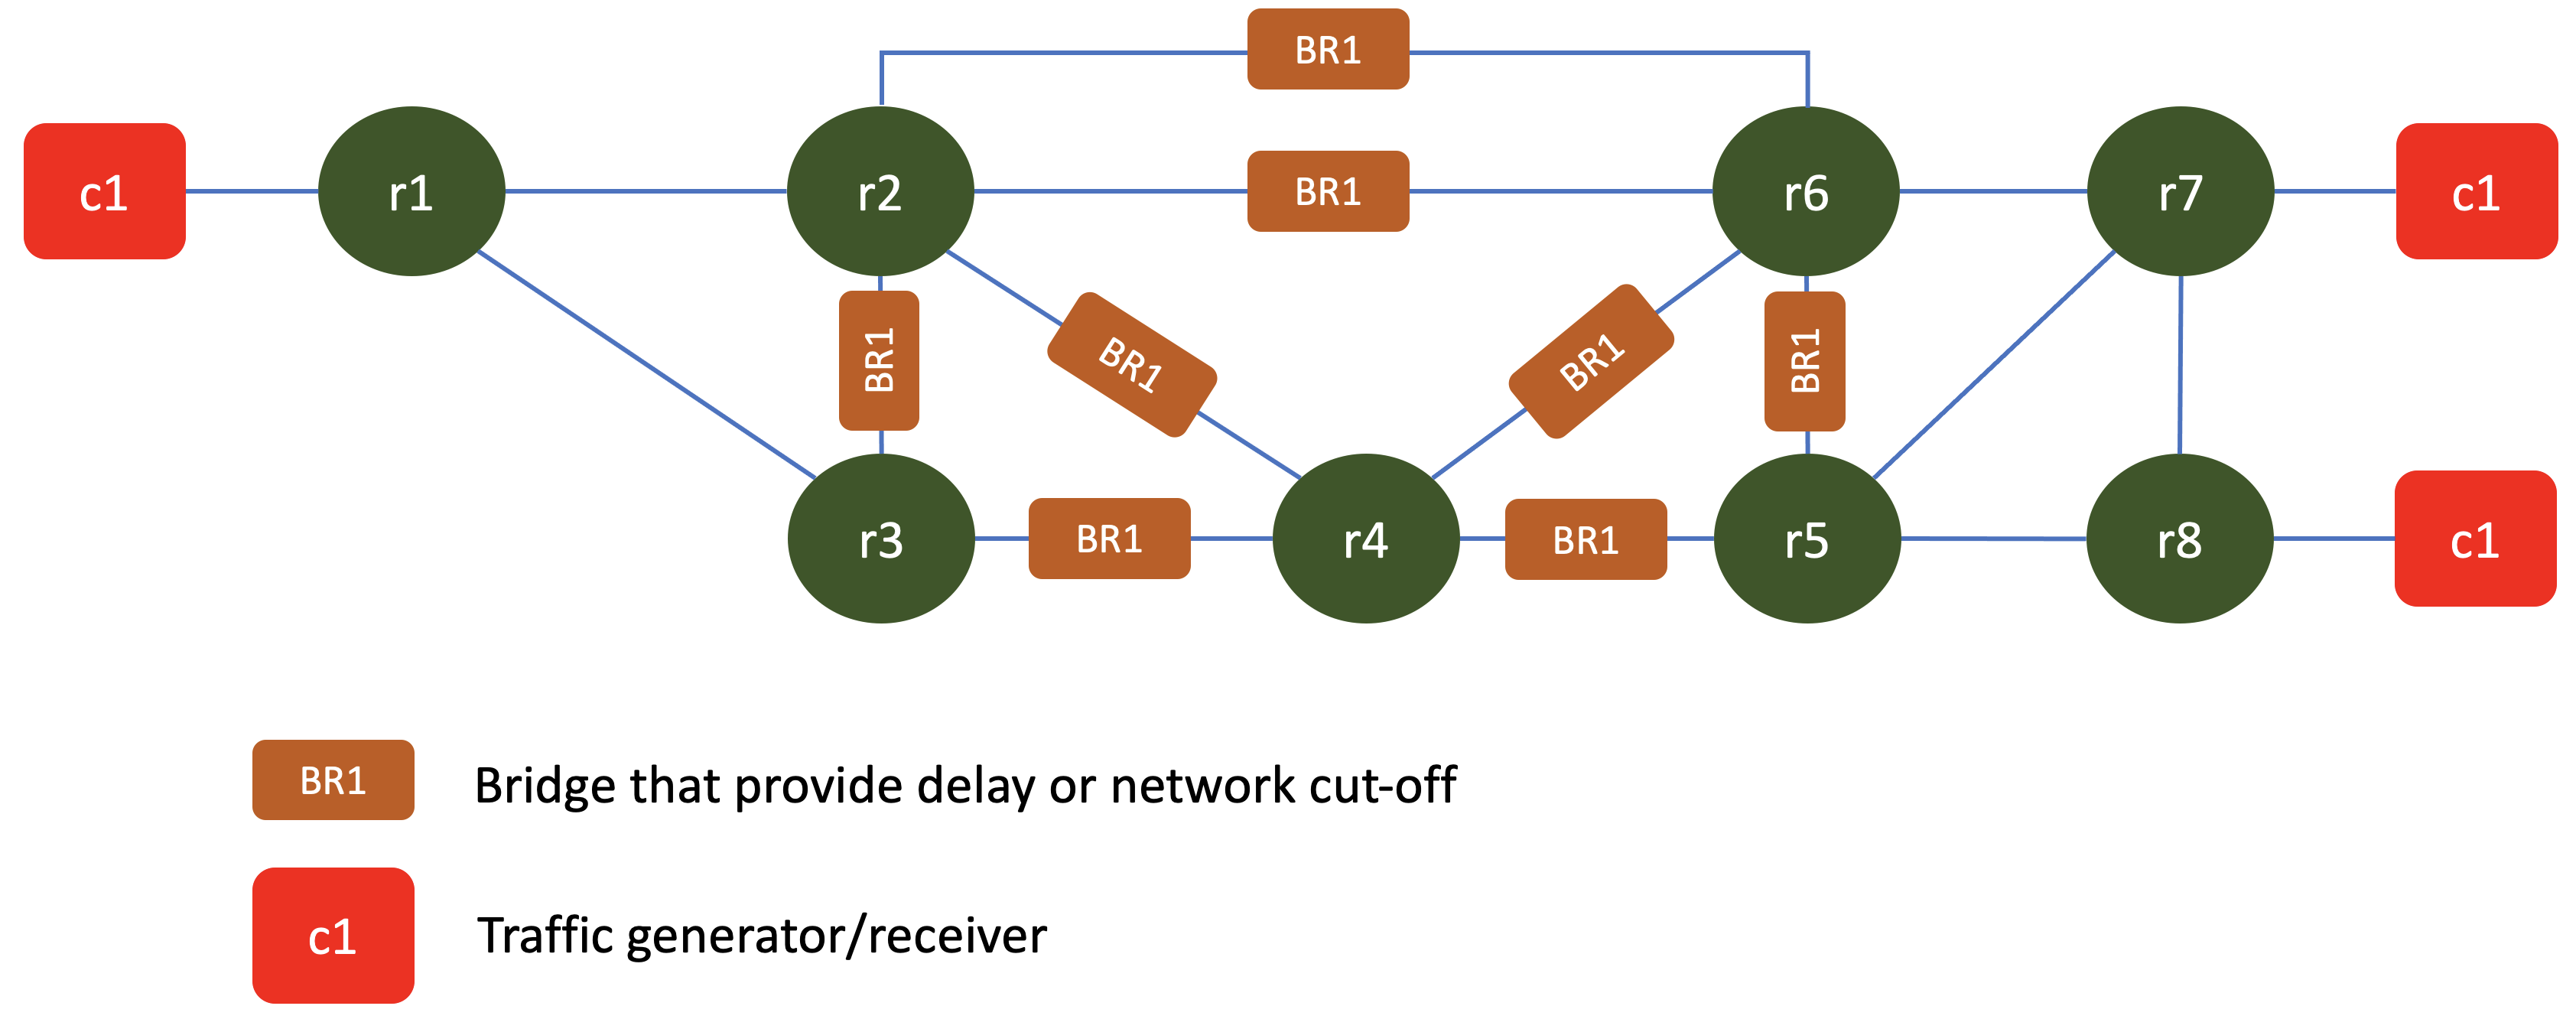 BR1
c1
r1
r2
BR1
r6
r7
c1
BR1
BR1
BR1
BR1
r3
BR1
r4
BR1
r5
r8
c1
BR1
Bridge that provide delay or network cut-off
c1
Traffic generator/receiver